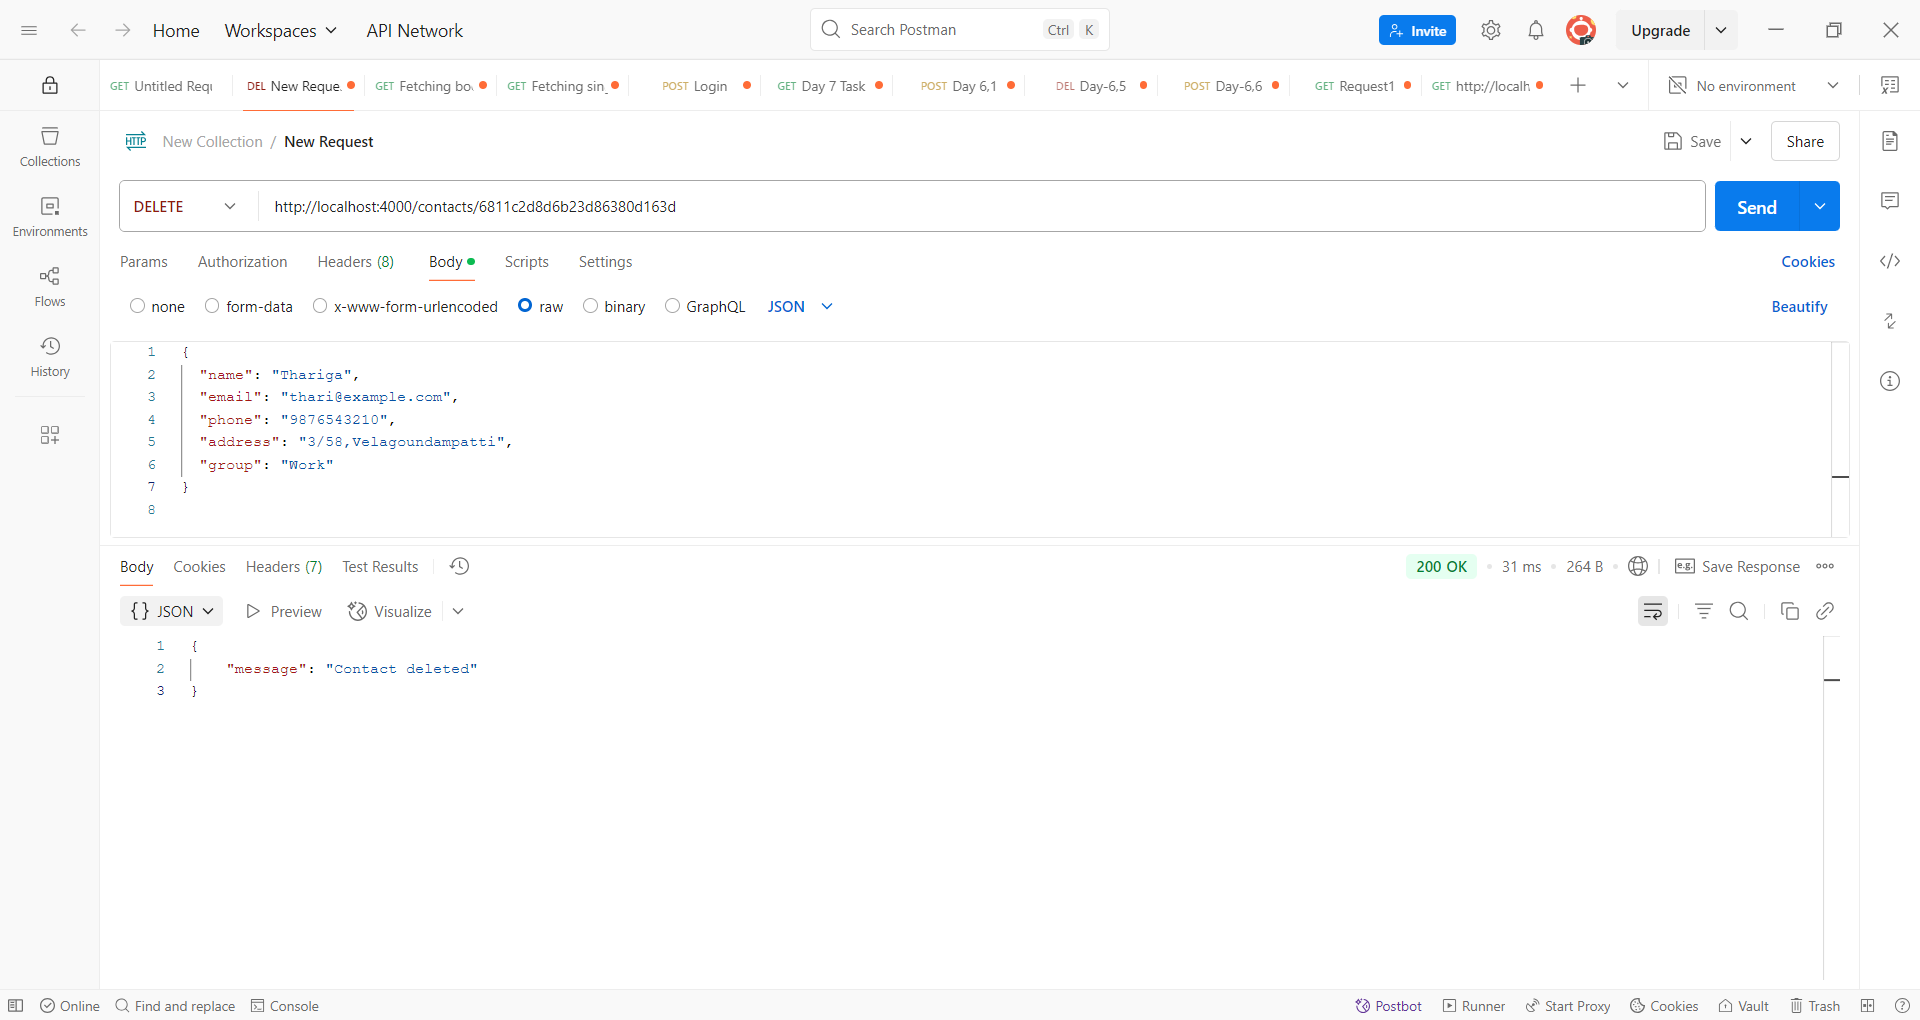 Home Workspaces API Network Search Postman Ctrl K Invite Upgrade
GET Untitled Requ DEL New Reque. GET Fetching bo GET Fetching sin_ POST Login GET Day 7 Task POST Day 6,1 DEL Day-6,5 POST Day-6,6 GET Request1 GET http://localh No environment
HTTP New Collection / New Request Save Share
Collections
DELETE http://localhost:4000/contacts/6811c2d8d6b23d86380d163d Send
Environments
Params Authorization Headers (8) Body Scripts Settings Cookies
Flows
none form-data x-www-form-urlencoded raw binary GraphQL JSON Beautify
History
1 {
2 "name": "Thariga",
3 "email": "thari@example.com",
4 "phone": "9876543210",
5 "address": "3/58,Velagoundampatti",
6 "group": "Work"
7 }
8
Body Cookies Headers (7) Test Results 200 OK 31 ms 264 B e.g. Save Response
{} JSON Preview Visualize
1 {
2 "message": "Contact deleted"
3 }
Online Find and replace Console Postbot Runner Start Proxy Cookies Vault Trash